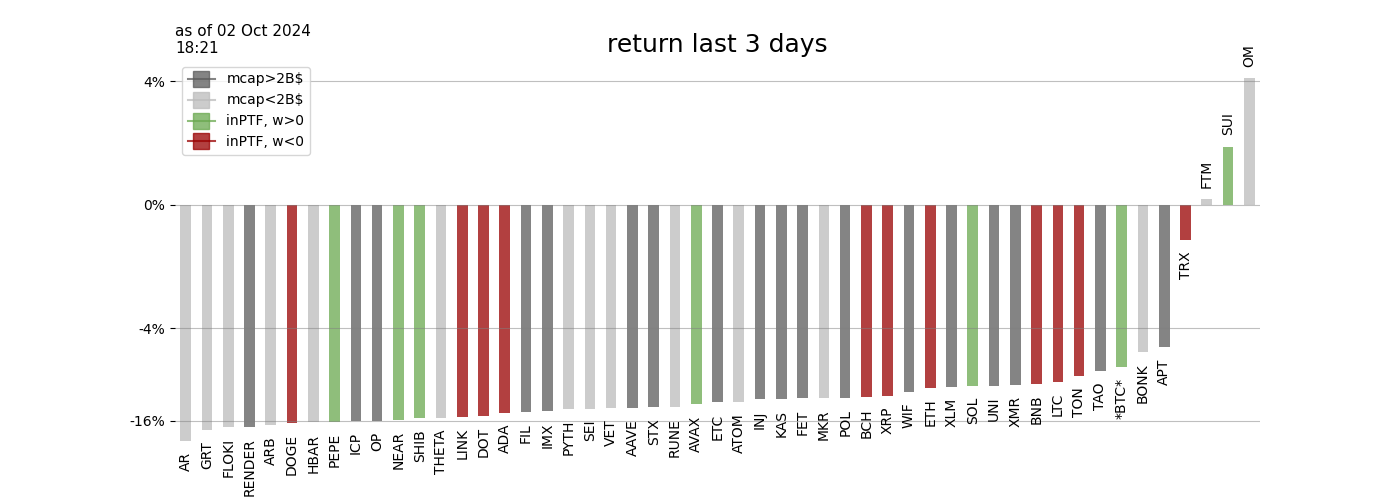 as of 02 Oct 2024
18:21
return last 3 days
mcap>2B$
mcap<2B$
inPTF, w>0
inPTF, w<0
4%
0%
-4%
-16%
AR
GRT
FLOKI
RENDER
ARB
DOGE
HBAR
PEPE
ICP
OP
NEAR
SHIB
THETA
LINK
DOT
ADA
FIL
IMX
PYTH
SEI
VET
AAVE
STX
RUNE
AVAX
ETC
ATOM
INJ
KAS
FET
MKR
POL
BCH
XRP
WIF
ETH
XLM
SOL
UNI
XMR
BNB
LTC
TON
TAO
*BTC*
BONK
APT
TRX
FTM
SUI
OM